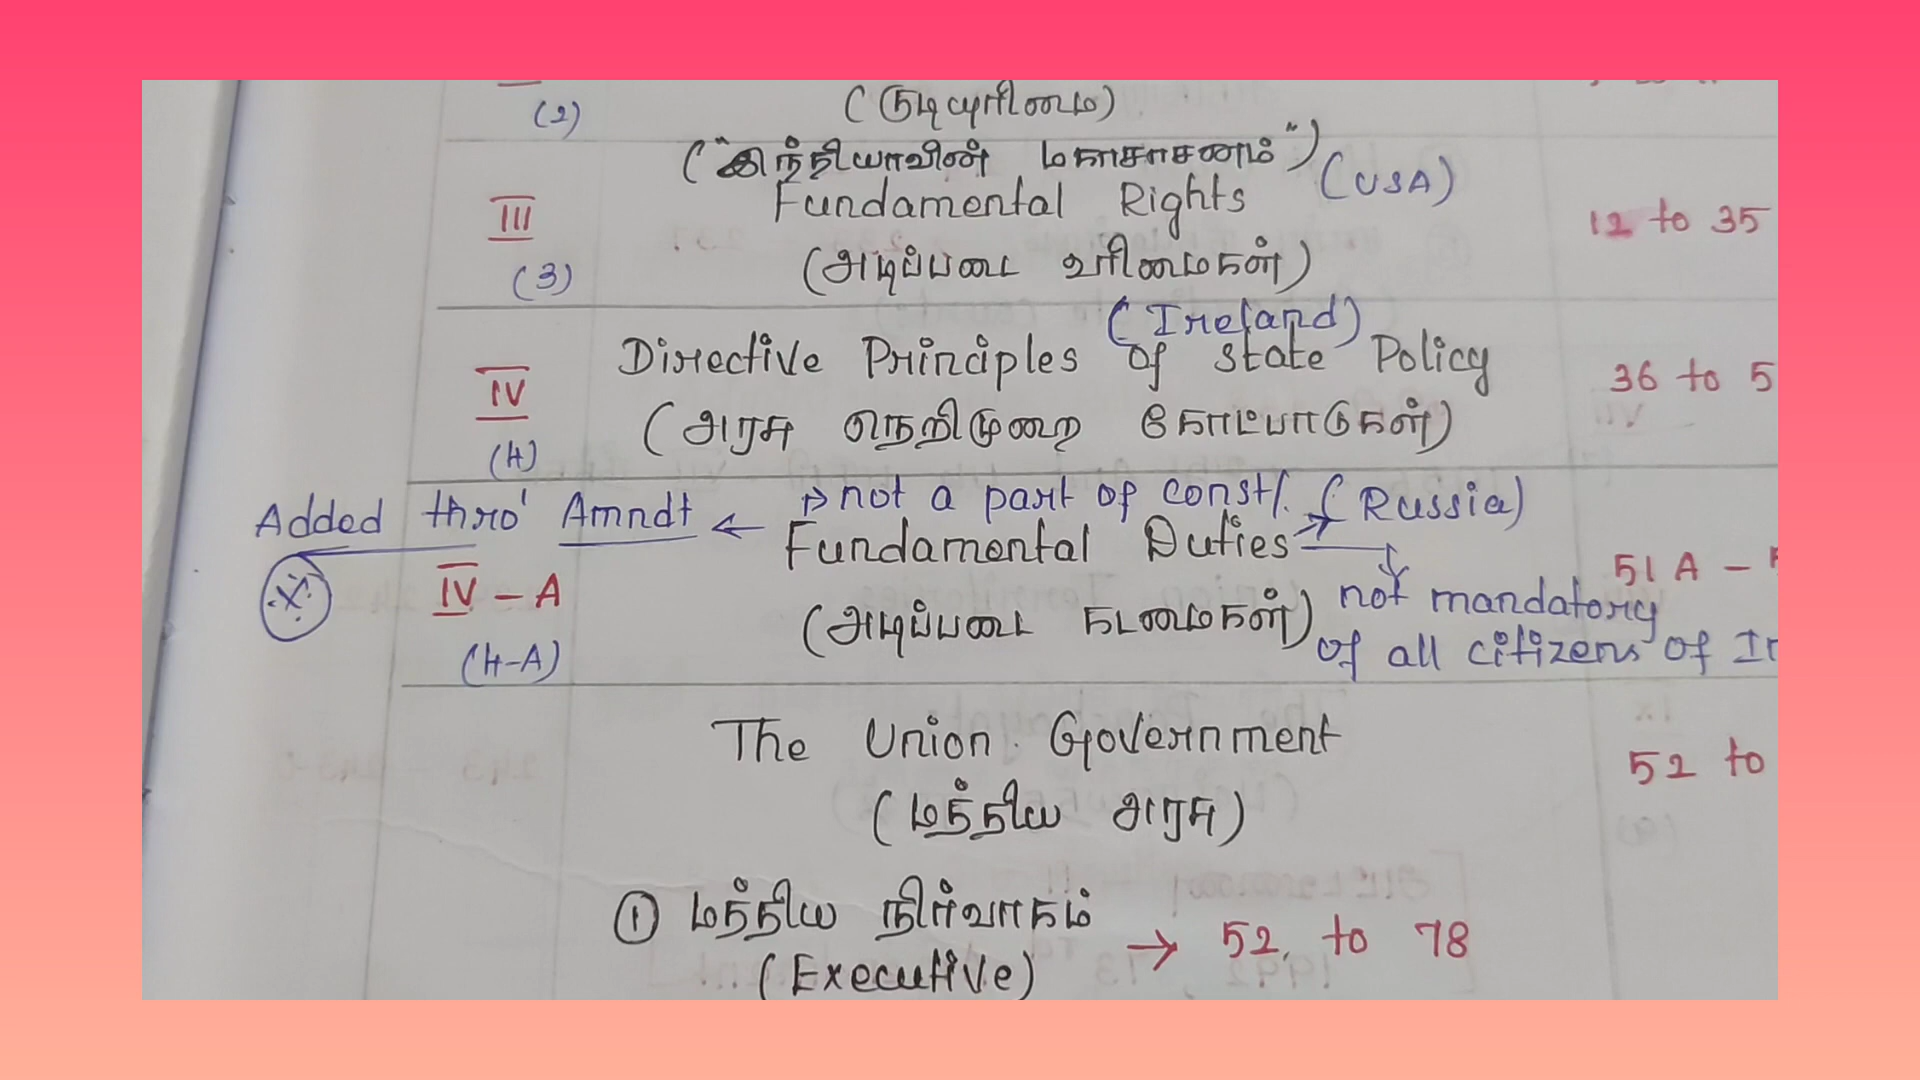 (2) (குடியுரிமை)
("இந்தியாவின் மகாசாசனம்")
III Fundamental Rights (USA) 12 to 35
(3) (அடிப்படை உரிமைகள்)
(Ireland)
IV Directive Principles of State Policy 36 to 5
(4) (அரசு நெறிமுறை கோட்பாடுகள்)
Added thro' Amndt ← → not a part of const/. (Russia)
Fundamental Duties
IV - A 51 A -
(4-A) (அடிப்படை கடமைகள்) not mandatory
of all citizens of In
The Union Government 52 to
(மத்திய அரசு)
① மத்திய நிர்வாகம் → 52 to 78
(Executive)